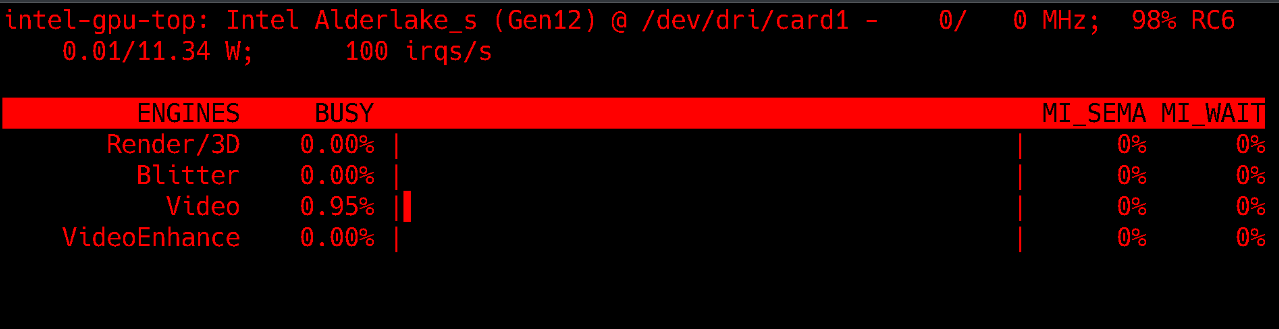 intel-gpu-top: Intel Alderlake_s (Gen12) @ /dev/dri/card1 -    0/   0 MHz;  98% RC6
    0.01/11.34 W;      100 irqs/s
         ENGINES     BUSY                                             MI_SEMA MI_WAIT
       Render/3D    0.00% |                                         |      0%      0%
         Blitter    0.00% |                                         |      0%      0%
           Video    0.95% |█                                        |      0%      0%
    VideoEnhance    0.00% |                                         |      0%      0%